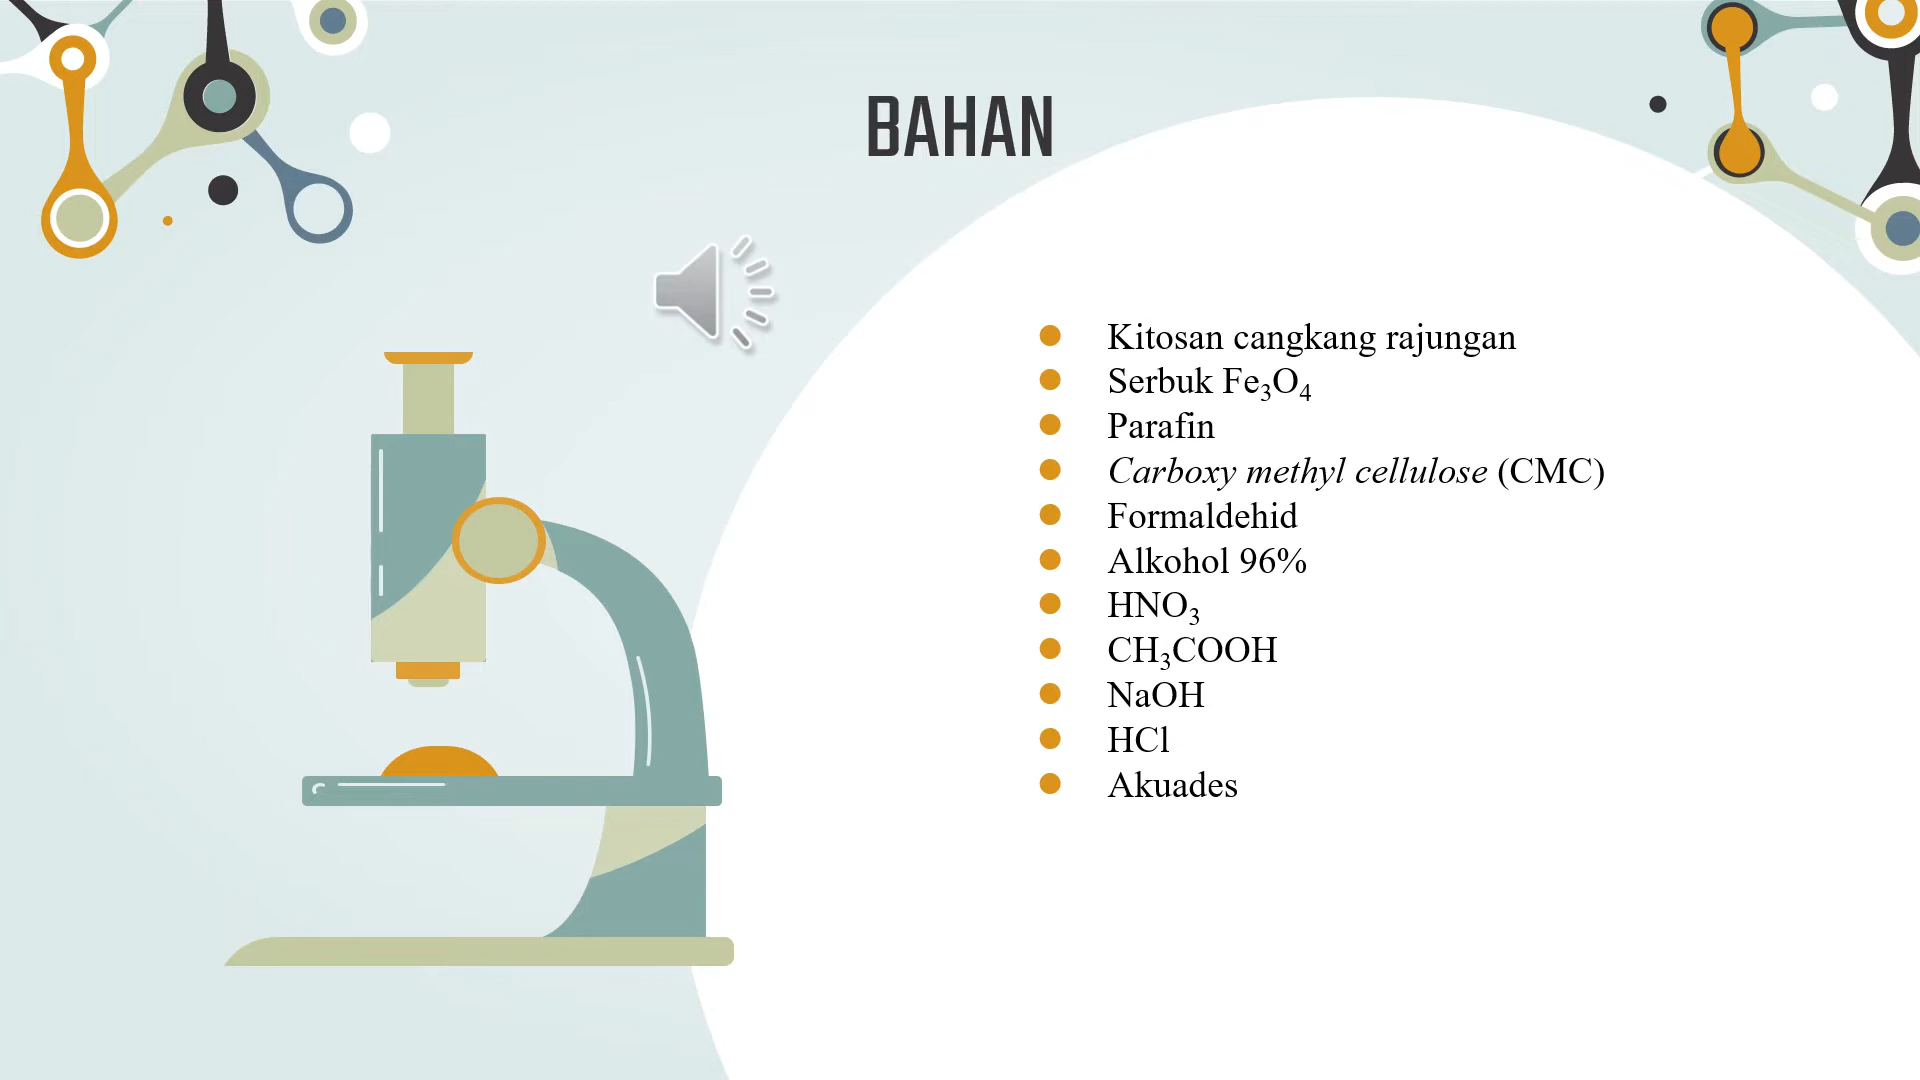 BAHAN
Kitosan cangkang rajungan
Serbuk Fe₃O₄
Parafin
Carboxy methyl cellulose (CMC)
Formaldehid
Alkohol 96%
HNO₃
CH₃COOH
NaOH
HCl
Akuades